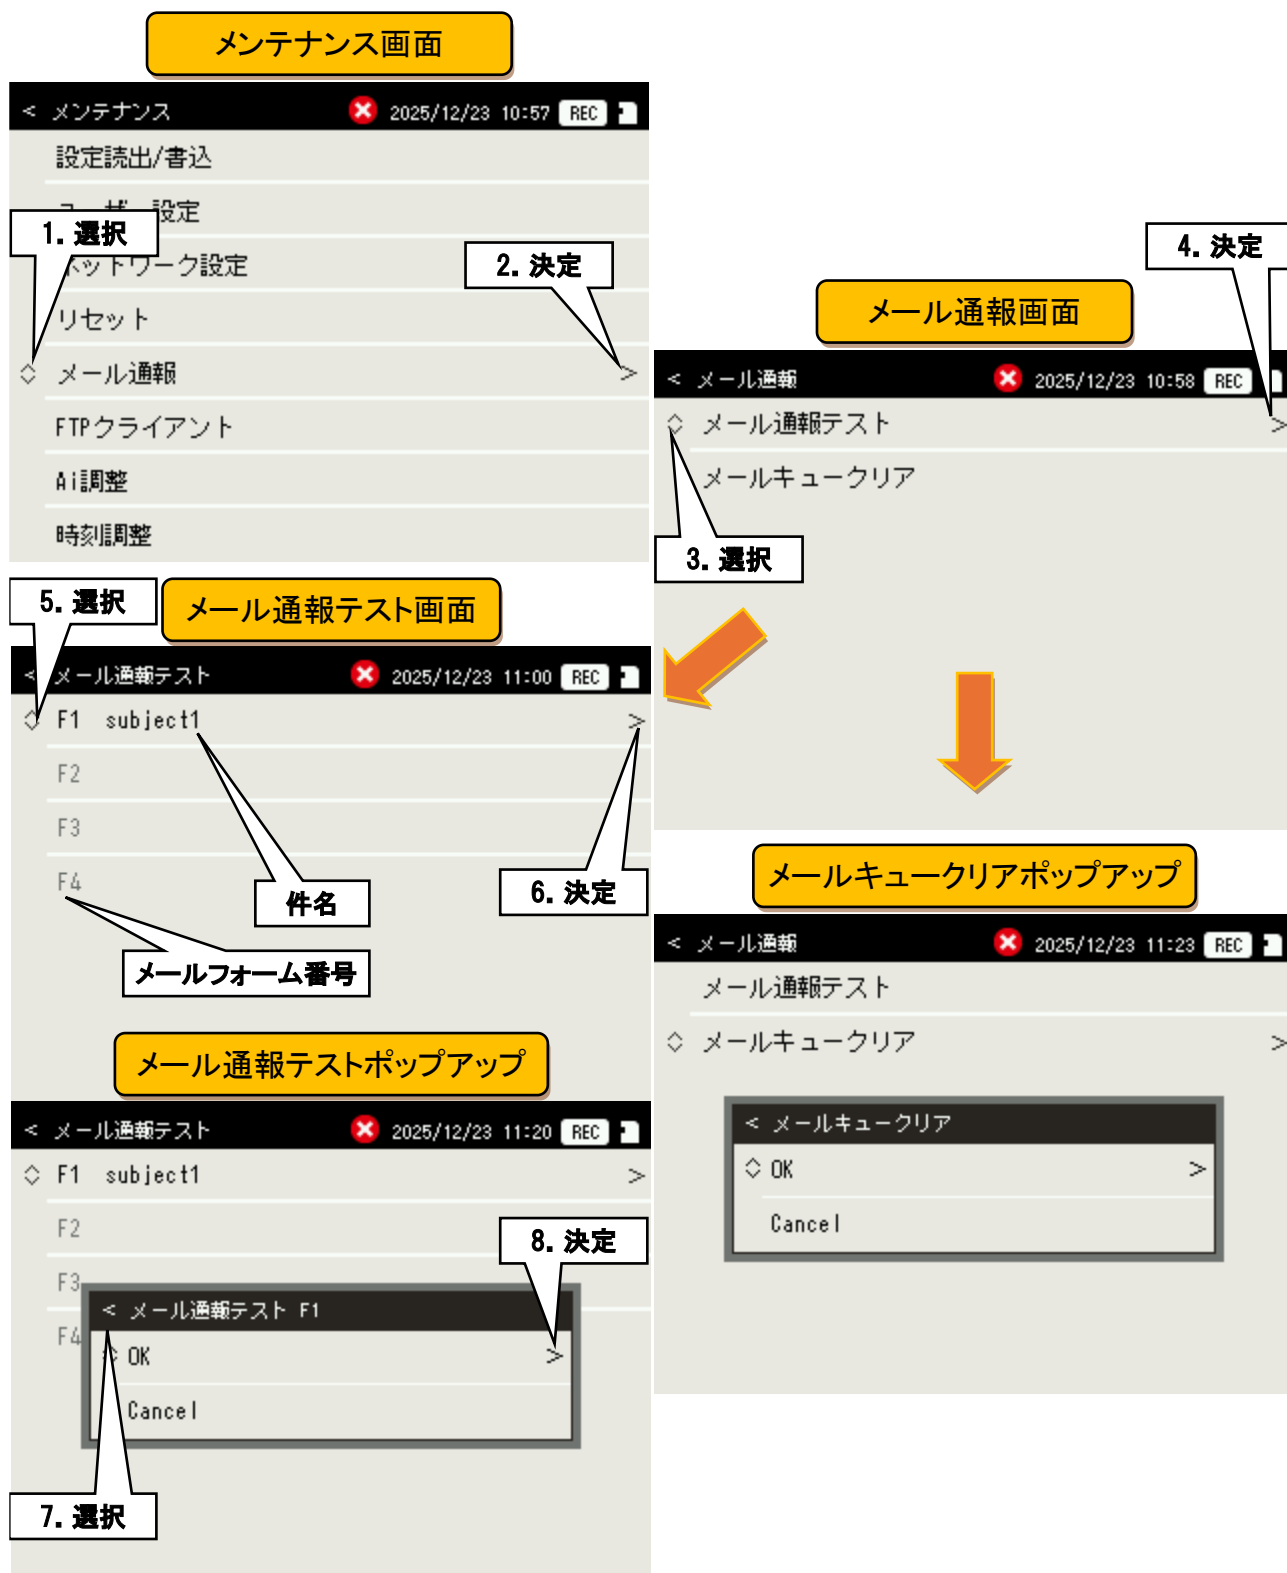 メンテナンス画面
< メンテナンス 2025/12/23 10:57 REC
設定読出/書込
ユーザー設定
1. 選択
ネットワーク設定
2. 決定
リセット
メール通報 >
FTPクライアント
Ai調整
時刻調整
4. 決定
メール通報画面
< メール通報 2025/12/23 10:58 REC
メール通報テスト >
メールキュークリア
3. 選択
5. 選択
メール通報テスト画面
< メール通報テスト 2025/12/23 11:00 REC
F1 subject1 >
F2
F3
F4
件名
6. 決定
メールフォーム番号
メールキュークリアポップアップ
< メール通報 2025/12/23 11:23 REC
メール通報テスト
メールキュークリア >
< メールキュークリア
OK >
Cancel
メール通報テストポップアップ
< メール通報テスト 2025/12/23 11:20 REC
F1 subject1 >
F2
8. 決定
F3
< メール通報テスト F1
F4
OK >
Cancel
7. 選択